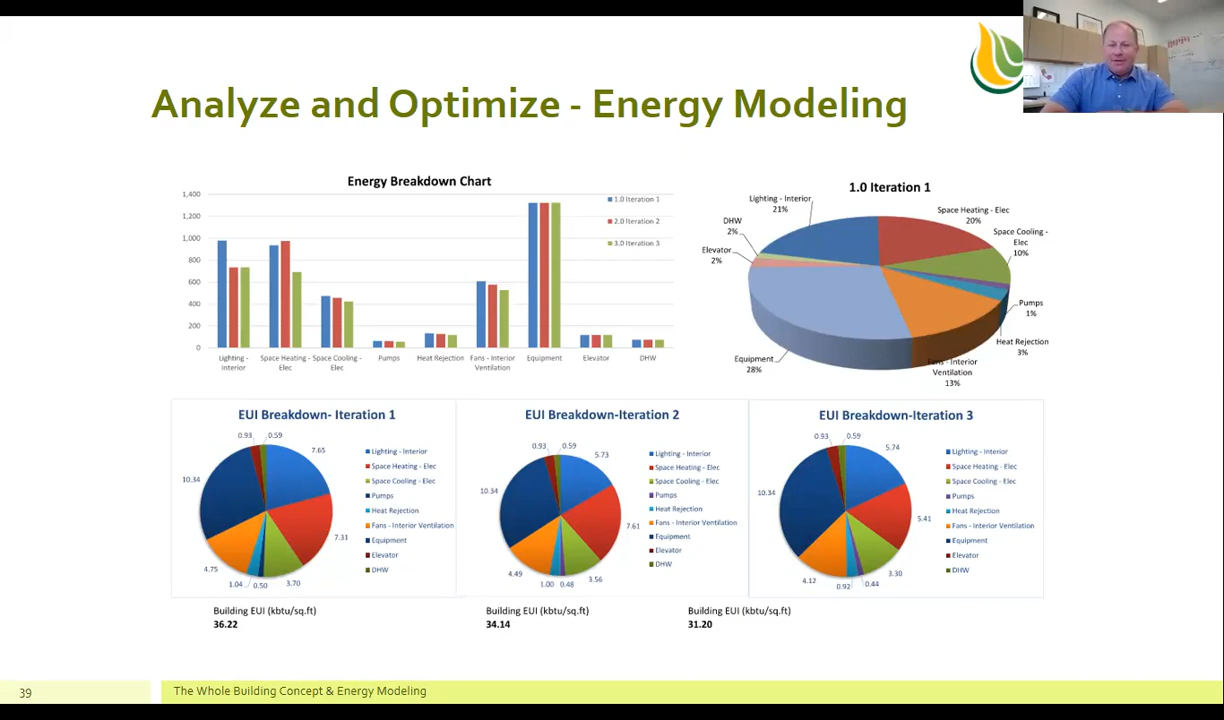 Analyze and Optimize - Energy Modeling
Energy Breakdown Chart
1,400
1,200
1,000
800
600
400
200
0
1.0 Iteration 1
2.0 Iteration 2
3.0 Iteration 3
Lighting - Interior
Space Heating - Elec
Space Cooling - Elec
Pumps
Heat Rejection
Fans - Interior Ventilation
Equipment
Elevator
DHW
1.0 Iteration 1
Lighting - Interior
21%
Space Heating - Elec
20%
Space Cooling -
Elec
10%
Pumps
1%
Heat Rejection
3%
Fans - Interior
Ventilation
13%
Equipment
28%
Elevator
2%
DHW
2%
EUI Breakdown- Iteration 1
0.93
0.59
7.65
10.34
7.31
4.75
1.04
0.50
3.70
Lighting - Interior
Space Heating - Elec
Space Cooling - Elec
Pumps
Heat Rejection
Fans - Interior Ventilation
Equipment
Elevator
DHW
Building EUI (kbtu/sq.ft)
36.22
EUI Breakdown-Iteration 2
0.93
0.59
5.73
10.34
7.61
4.49
1.00
0.48
3.56
Lighting - Interior
Space Heating - Elec
Space Cooling - Elec
Pumps
Heat Rejection
Fans - Interior Ventilation
Equipment
Elevator
DHW
Building EUI (kbtu/sq.ft)
34.14
EUI Breakdown-Iteration 3
0.93
0.59
5.74
10.34
5.41
4.12
0.92
0.44
3.30
Lighting - Interior
Space Heating - Elec
Space Cooling - Elec
Pumps
Heat Rejection
Fans - Interior Ventilation
Equipment
Elevator
DHW
Building EUI (kbtu/sq.ft)
31.20
39
The Whole Building Concept & Energy Modeling